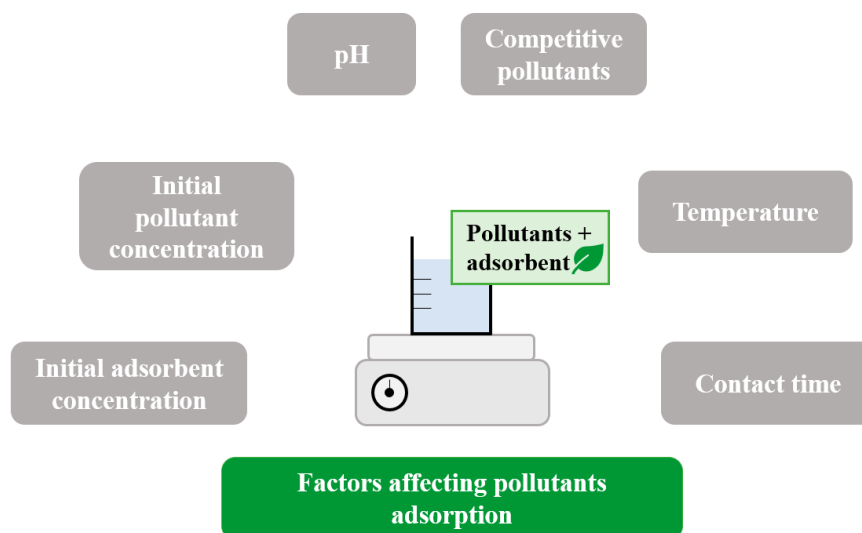 pH
Competitive
pollutants
Initial
pollutant
concentration
Temperature
Pollutants +
adsorbent
Initial adsorbent
concentration
Contact time
Factors affecting pollutants
adsorption